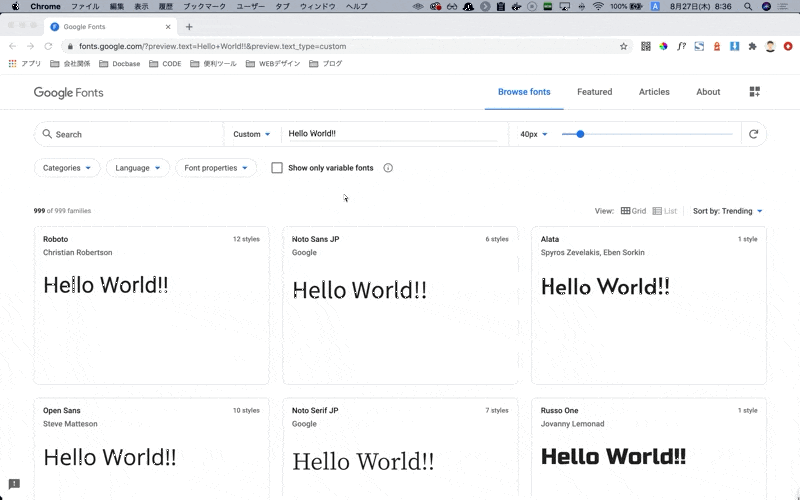 Chrome ファイル 編集 表示 履歴 ブックマーク ユーザー タブ ウィンドウ ヘルプ 100% A 8月27日(木) 8:36
Google Fonts
fonts.google.com/?preview.text=Hello+World!!&preview.text_type=custom
アプリ 会社関係 Docbase CODE 便利ツール WEBデザイン ブログ
Google Fonts Browse fonts Featured Articles About
Search Custom Hello World!! 40px
Categories Language Font properties Show only variable fonts
999 of 999 families View: Grid List Sort by: Trending
Roboto 12 styles
Christian Robertson
Hello World!!
Noto Sans JP 6 styles
Google
Hello World!!
Alata 1 style
Spyros Zevelakis, Eben Sorkin
Hello World!!
Open Sans 10 styles
Steve Matteson
Hello World!!
Noto Serif JP 7 styles
Google
Hello World!!
Russo One 1 style
Jovanny Lemonad
Hello World!!